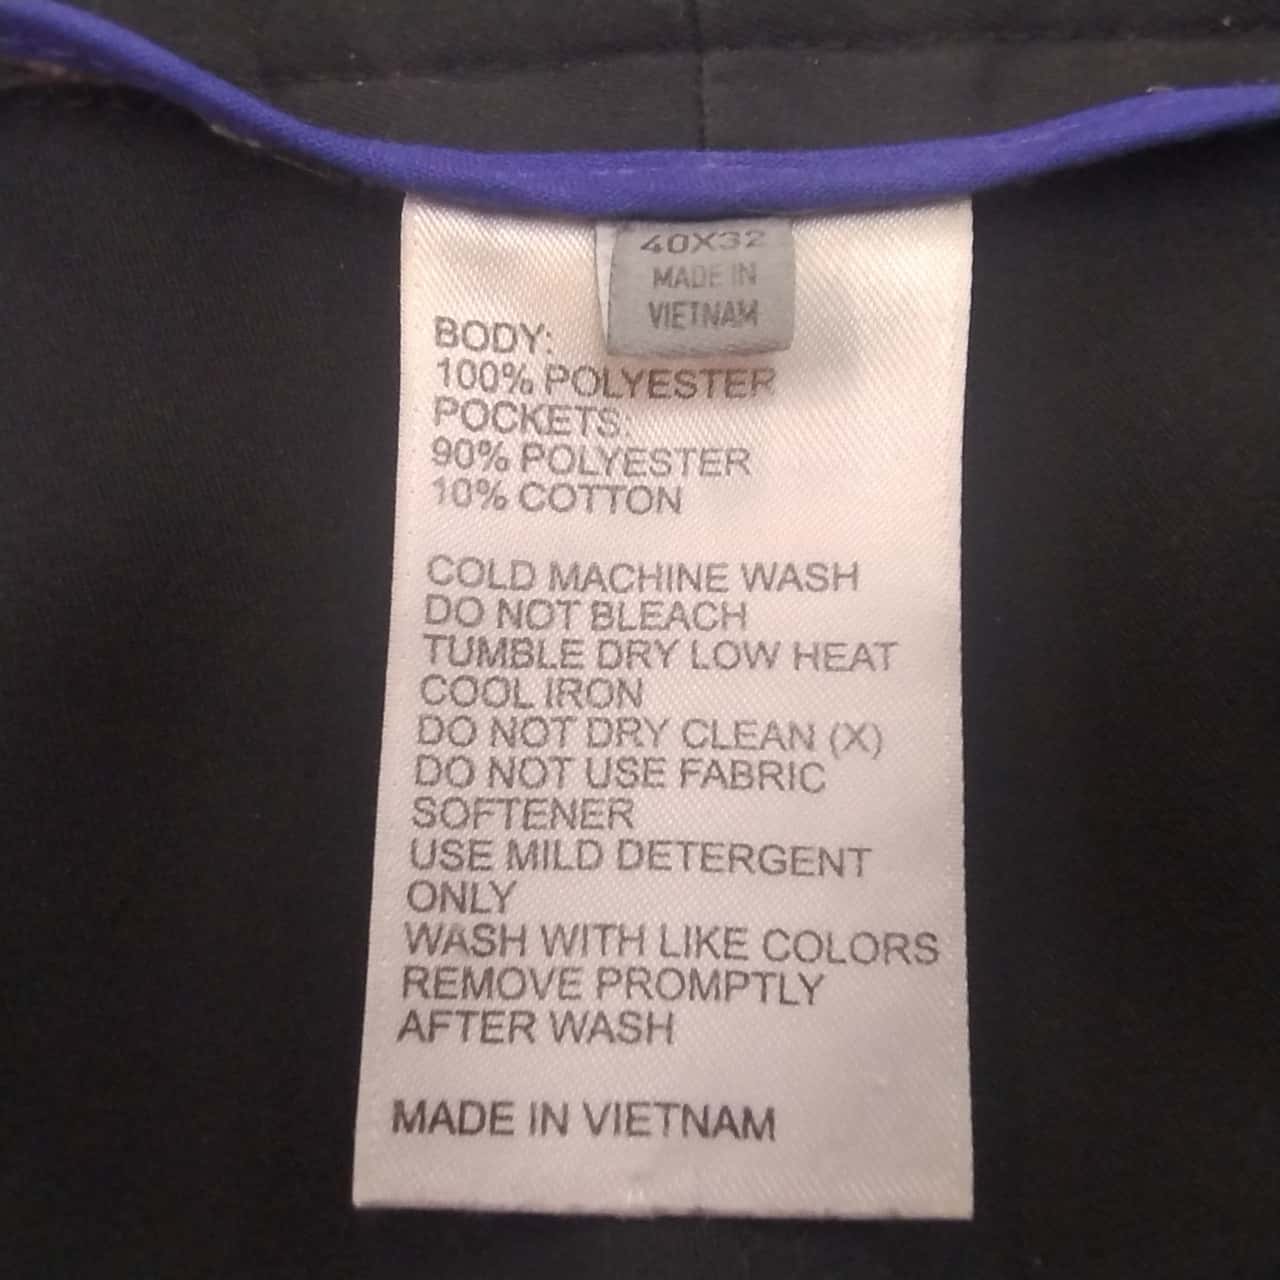 40X32
MADE IN
VIETNAM
BODY:
100% POLYESTER
POCKETS:
90% POLYESTER
10% COTTON
COLD MACHINE WASH
DO NOT BLEACH
TUMBLE DRY LOW HEAT
COOL IRON
DO NOT DRY CLEAN (X)
DO NOT USE FABRIC
SOFTENER
USE MILD DETERGENT
ONLY
WASH WITH LIKE COLORS
REMOVE PROMPTLY
AFTER WASH
MADE IN VIETNAM